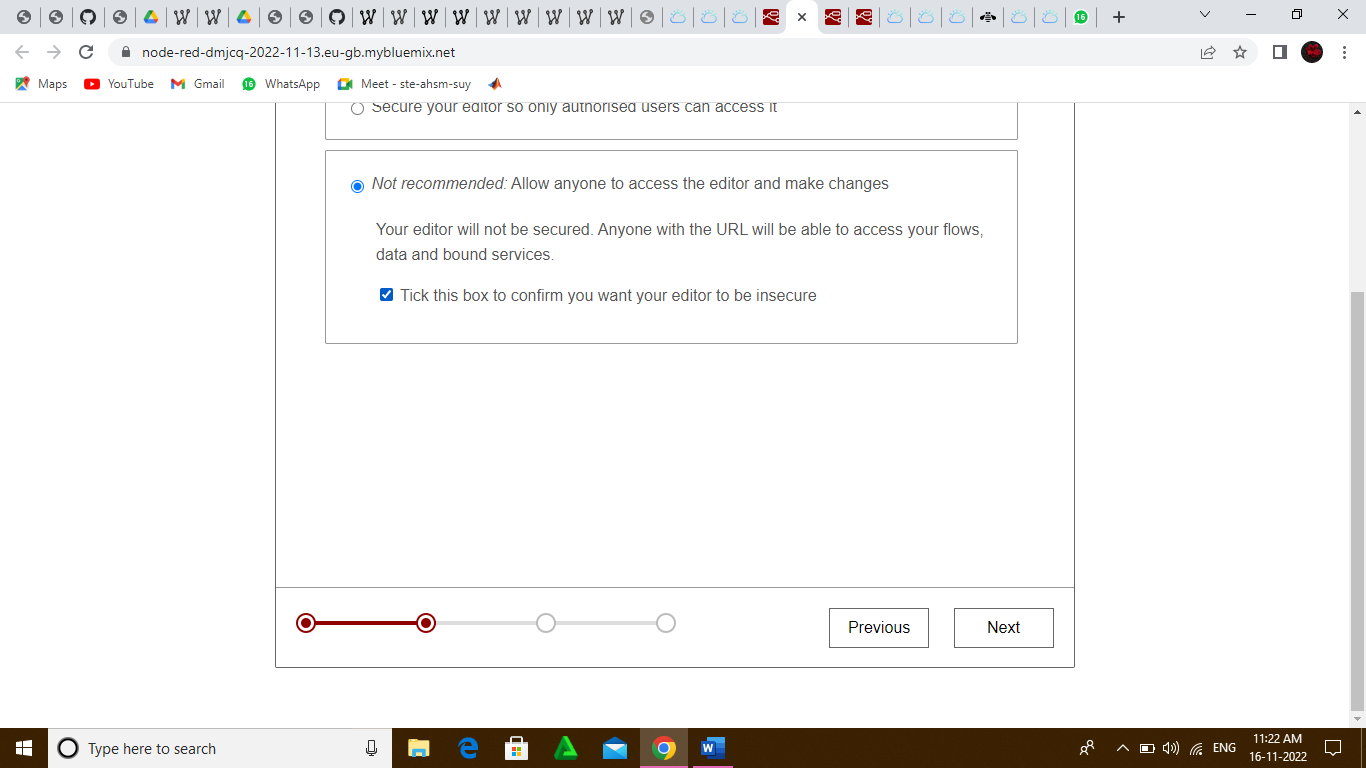 node-red-dmjcq-2022-11-13.eu-gb.mybluemix.net
Maps YouTube Gmail 16 WhatsApp Meet - ste-ahsm-suy
Secure your editor so only authorised users can access it
Not recommended: Allow anyone to access the editor and make changes
Your editor will not be secured. Anyone with the URL will be able to access your flows,
data and bound services.
Tick this box to confirm you want your editor to be insecure
Previous Next
Type here to search
ENG
11:22 AM
16-11-2022